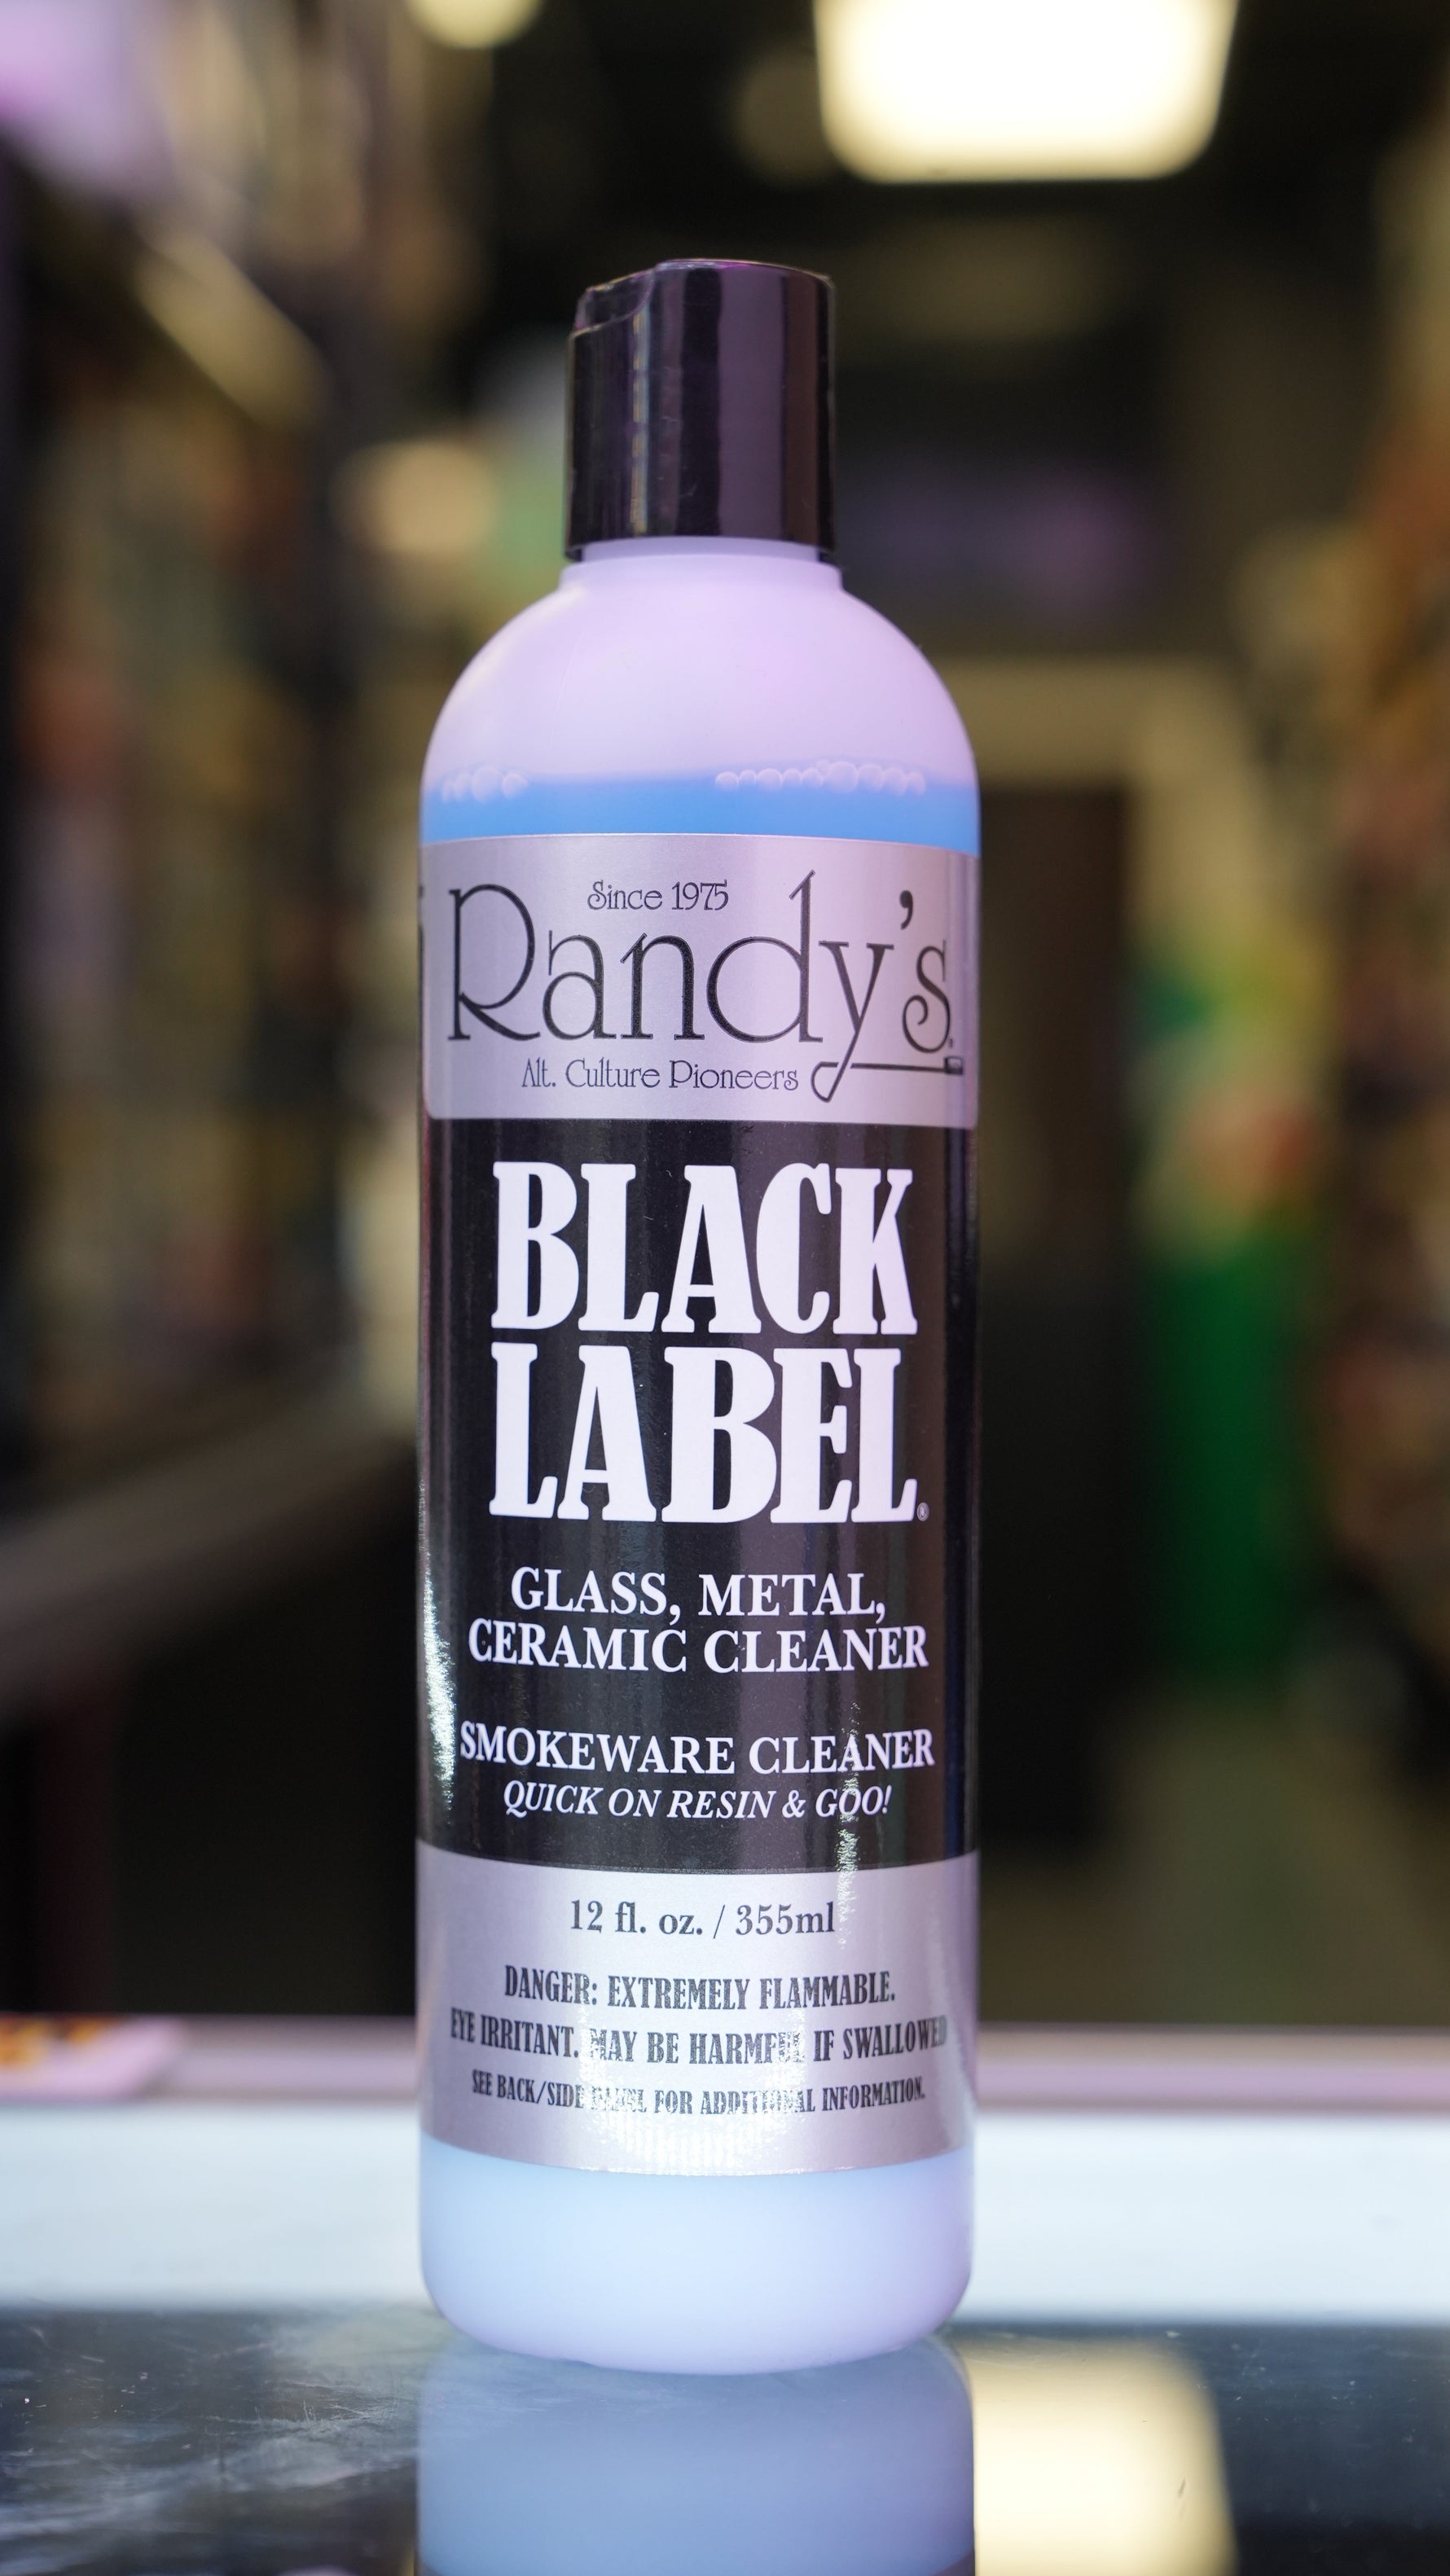 Since 1975
Randy's
Alt. Culture Pioneers
BLACK
LABEL®
GLASS, METAL,
CERAMIC CLEANER
SMOKEWARE CLEANER
QUICK ON RESIN & GOO!
12 fl. oz. / 355ml
DANGER: EXTREMELY FLAMMABLE.
EYE IRRITANT. MAY BE HARMFUL IF SWALLOWED
SEE BACK/SIDE PANEL FOR ADDITIONAL INFORMATION.